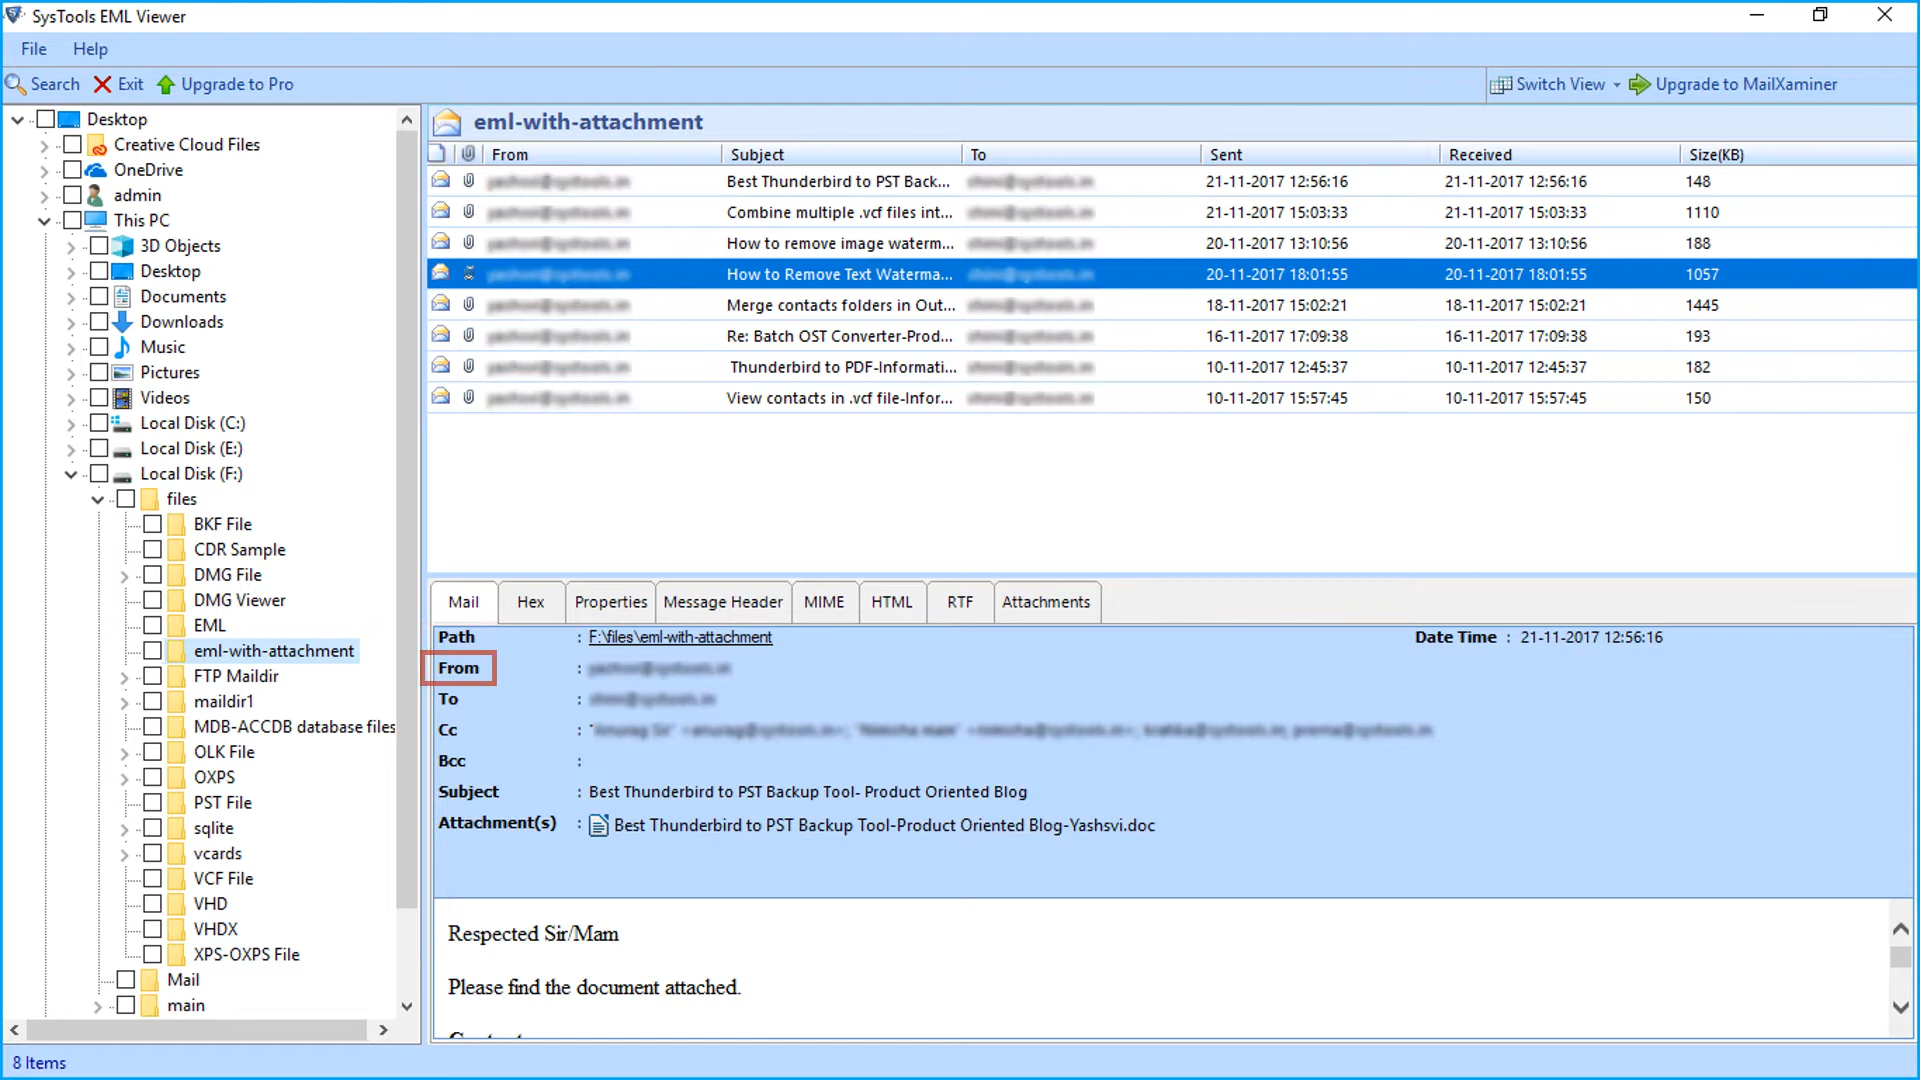 SysTools EML Viewer
File Help
Search Exit Upgrade to Pro Switch View Upgrade to MailXaminer
Desktop
Creative Cloud Files
OneDrive
admin
This PC
3D Objects
Desktop
Documents
Downloads
Music
Pictures
Videos
Local Disk (C:)
Local Disk (E:)
Local Disk (F:)
files
BKF File
CDR Sample
DMG File
DMG Viewer
EML
eml-with-attachment
FTP Maildir
maildir1
MDB-ACCDB database files
OLK File
OXPS
PST File
sqlite
vcards
VCF File
VHD
VHDX
XPS-OXPS File
Mail
main
eml-with-attachment
From Subject To Sent Received Size(KB)
Best Thunderbird to PST Back... 21-11-2017 12:56:16 21-11-2017 12:56:16 148
Combine multiple .vcf files int... 21-11-2017 15:03:33 21-11-2017 15:03:33 1110
How to remove image waterm... 20-11-2017 13:10:56 20-11-2017 13:10:56 188
How to Remove Text Waterma... 20-11-2017 18:01:55 20-11-2017 18:01:55 1057
Merge contacts folders in Out... 18-11-2017 15:02:21 18-11-2017 15:02:21 1445
Re: Batch OST Converter-Prod... 16-11-2017 17:09:38 16-11-2017 17:09:38 193
Thunderbird to PDF-Informati... 10-11-2017 12:45:37 10-11-2017 12:45:37 182
View contacts in .vcf file-Infor... 10-11-2017 15:57:45 10-11-2017 15:57:45 150
Mail Hex Properties Message Header MIME HTML RTF Attachments
Path : F:\files\eml-with-attachment Date Time : 21-11-2017 12:56:16
From :
To :
Cc :
Bcc :
Subject : Best Thunderbird to PST Backup Tool- Product Oriented Blog
Attachment(s) : Best Thunderbird to PST Backup Tool-Product Oriented Blog-Yashsvi.doc
Respected Sir/Mam
Please find the document attached.
8 Items